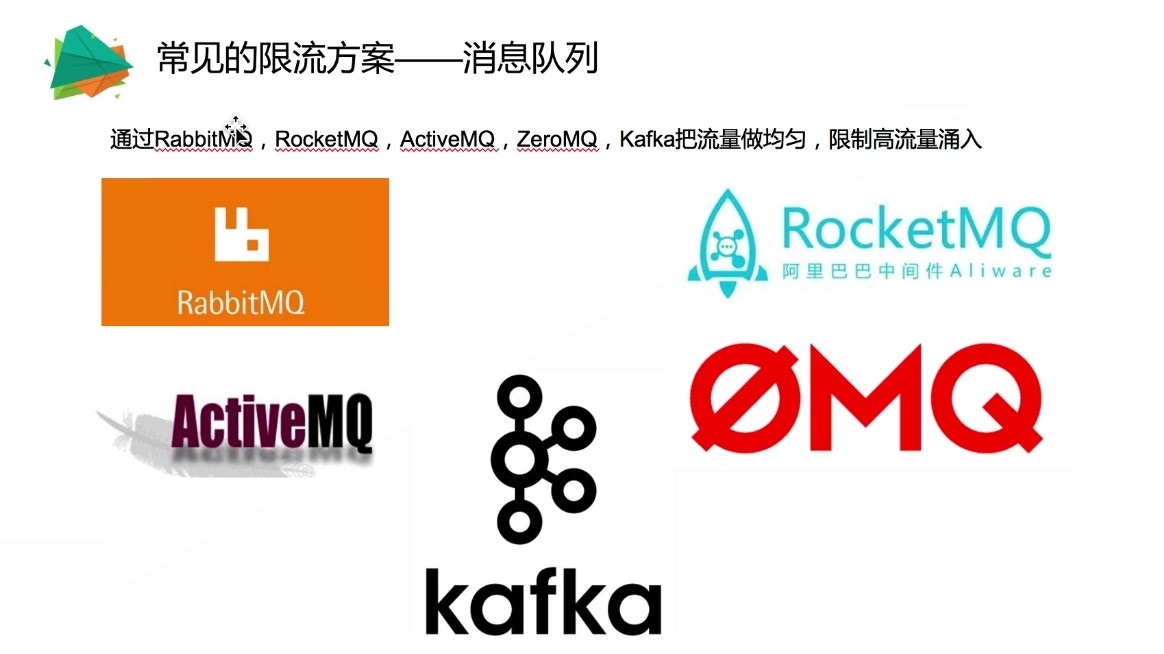 常见的限流方案——消息队列
通过RabbitMQ，RocketMQ，ActiveMQ，ZeroMQ，Kafka把流量做均匀，限制高流量涌入
RabbitMQ
RocketMQ
阿里巴巴中间件Aliware
ActiveMQ
ØMQ
kafka